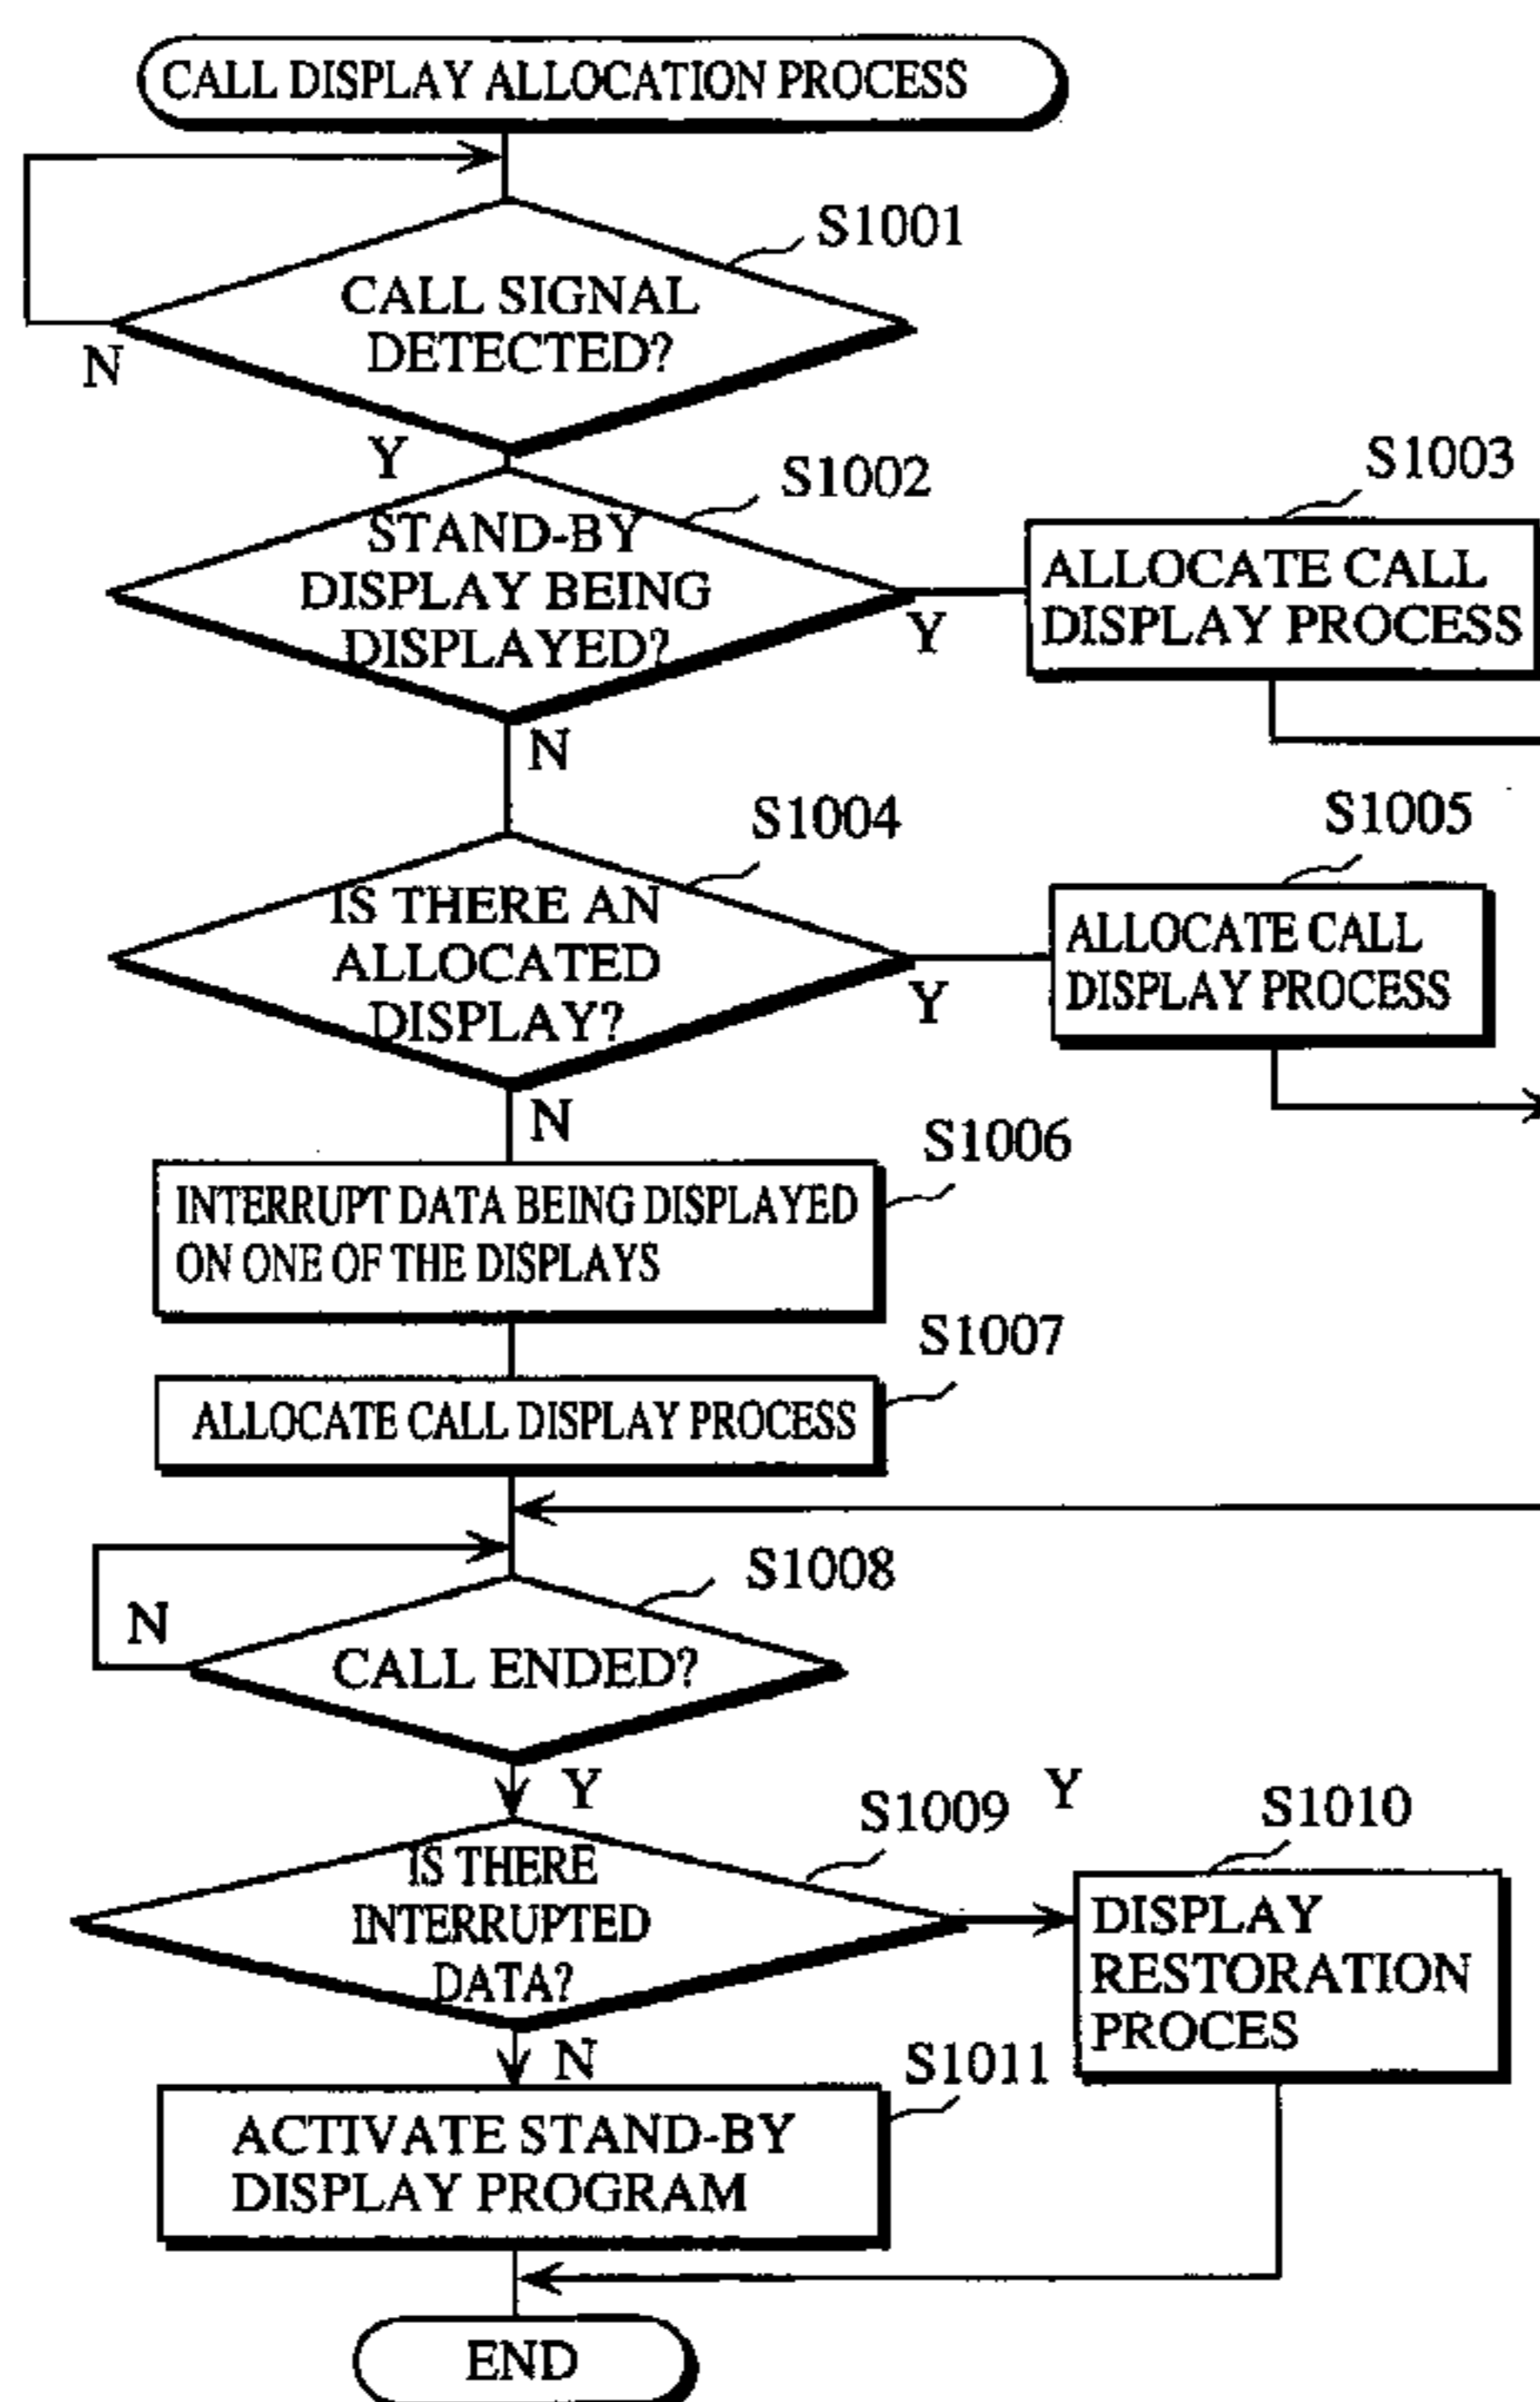 CALL DISPLAY ALLOCATION PROCESS
S1001
CALL SIGNAL
DETECTED?
N
Y
S1002
STAND-BY
DISPLAY BEING
DISPLAYED?
Y
N
S1003
ALLOCATE CALL
DISPLAY PROCESS
S1004
IS THERE AN
ALLOCATED
DISPLAY?
Y
N
S1005
ALLOCATE CALL
DISPLAY PROCESS
S1006
INTERRUPT DATA BEING DISPLAYED
ON ONE OF THE DISPLAYS
S1007
ALLOCATE CALL DISPLAY PROCESS
S1008
N
CALL ENDED?
Y
S1009
Y
IS THERE
INTERRUPTED
DATA?
N
S1010
DISPLAY
RESTORATION
PROCES
S1011
ACTIVATE STAND-BY
DISPLAY PROGRAM
END